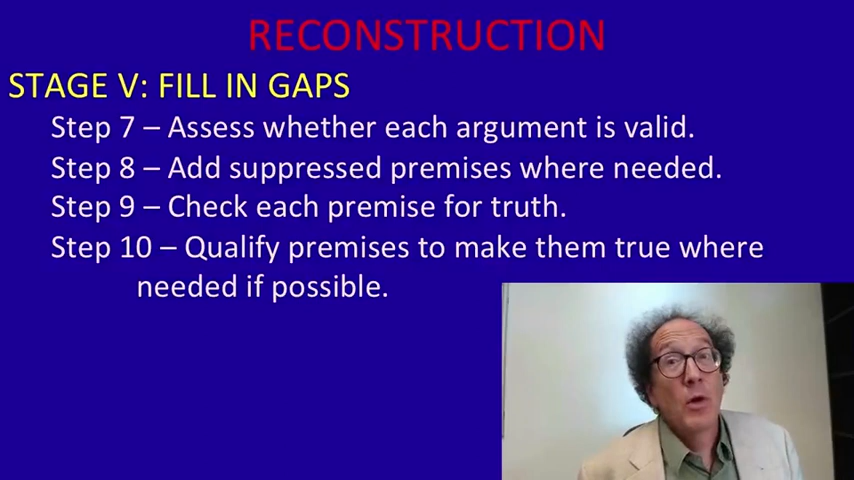 RECONSTRUCTION
STAGE V: FILL IN GAPS
Step 7 – Assess whether each argument is valid.
Step 8 – Add suppressed premises where needed.
Step 9 – Check each premise for truth.
Step 10 – Qualify premises to make them true where
needed if possible.